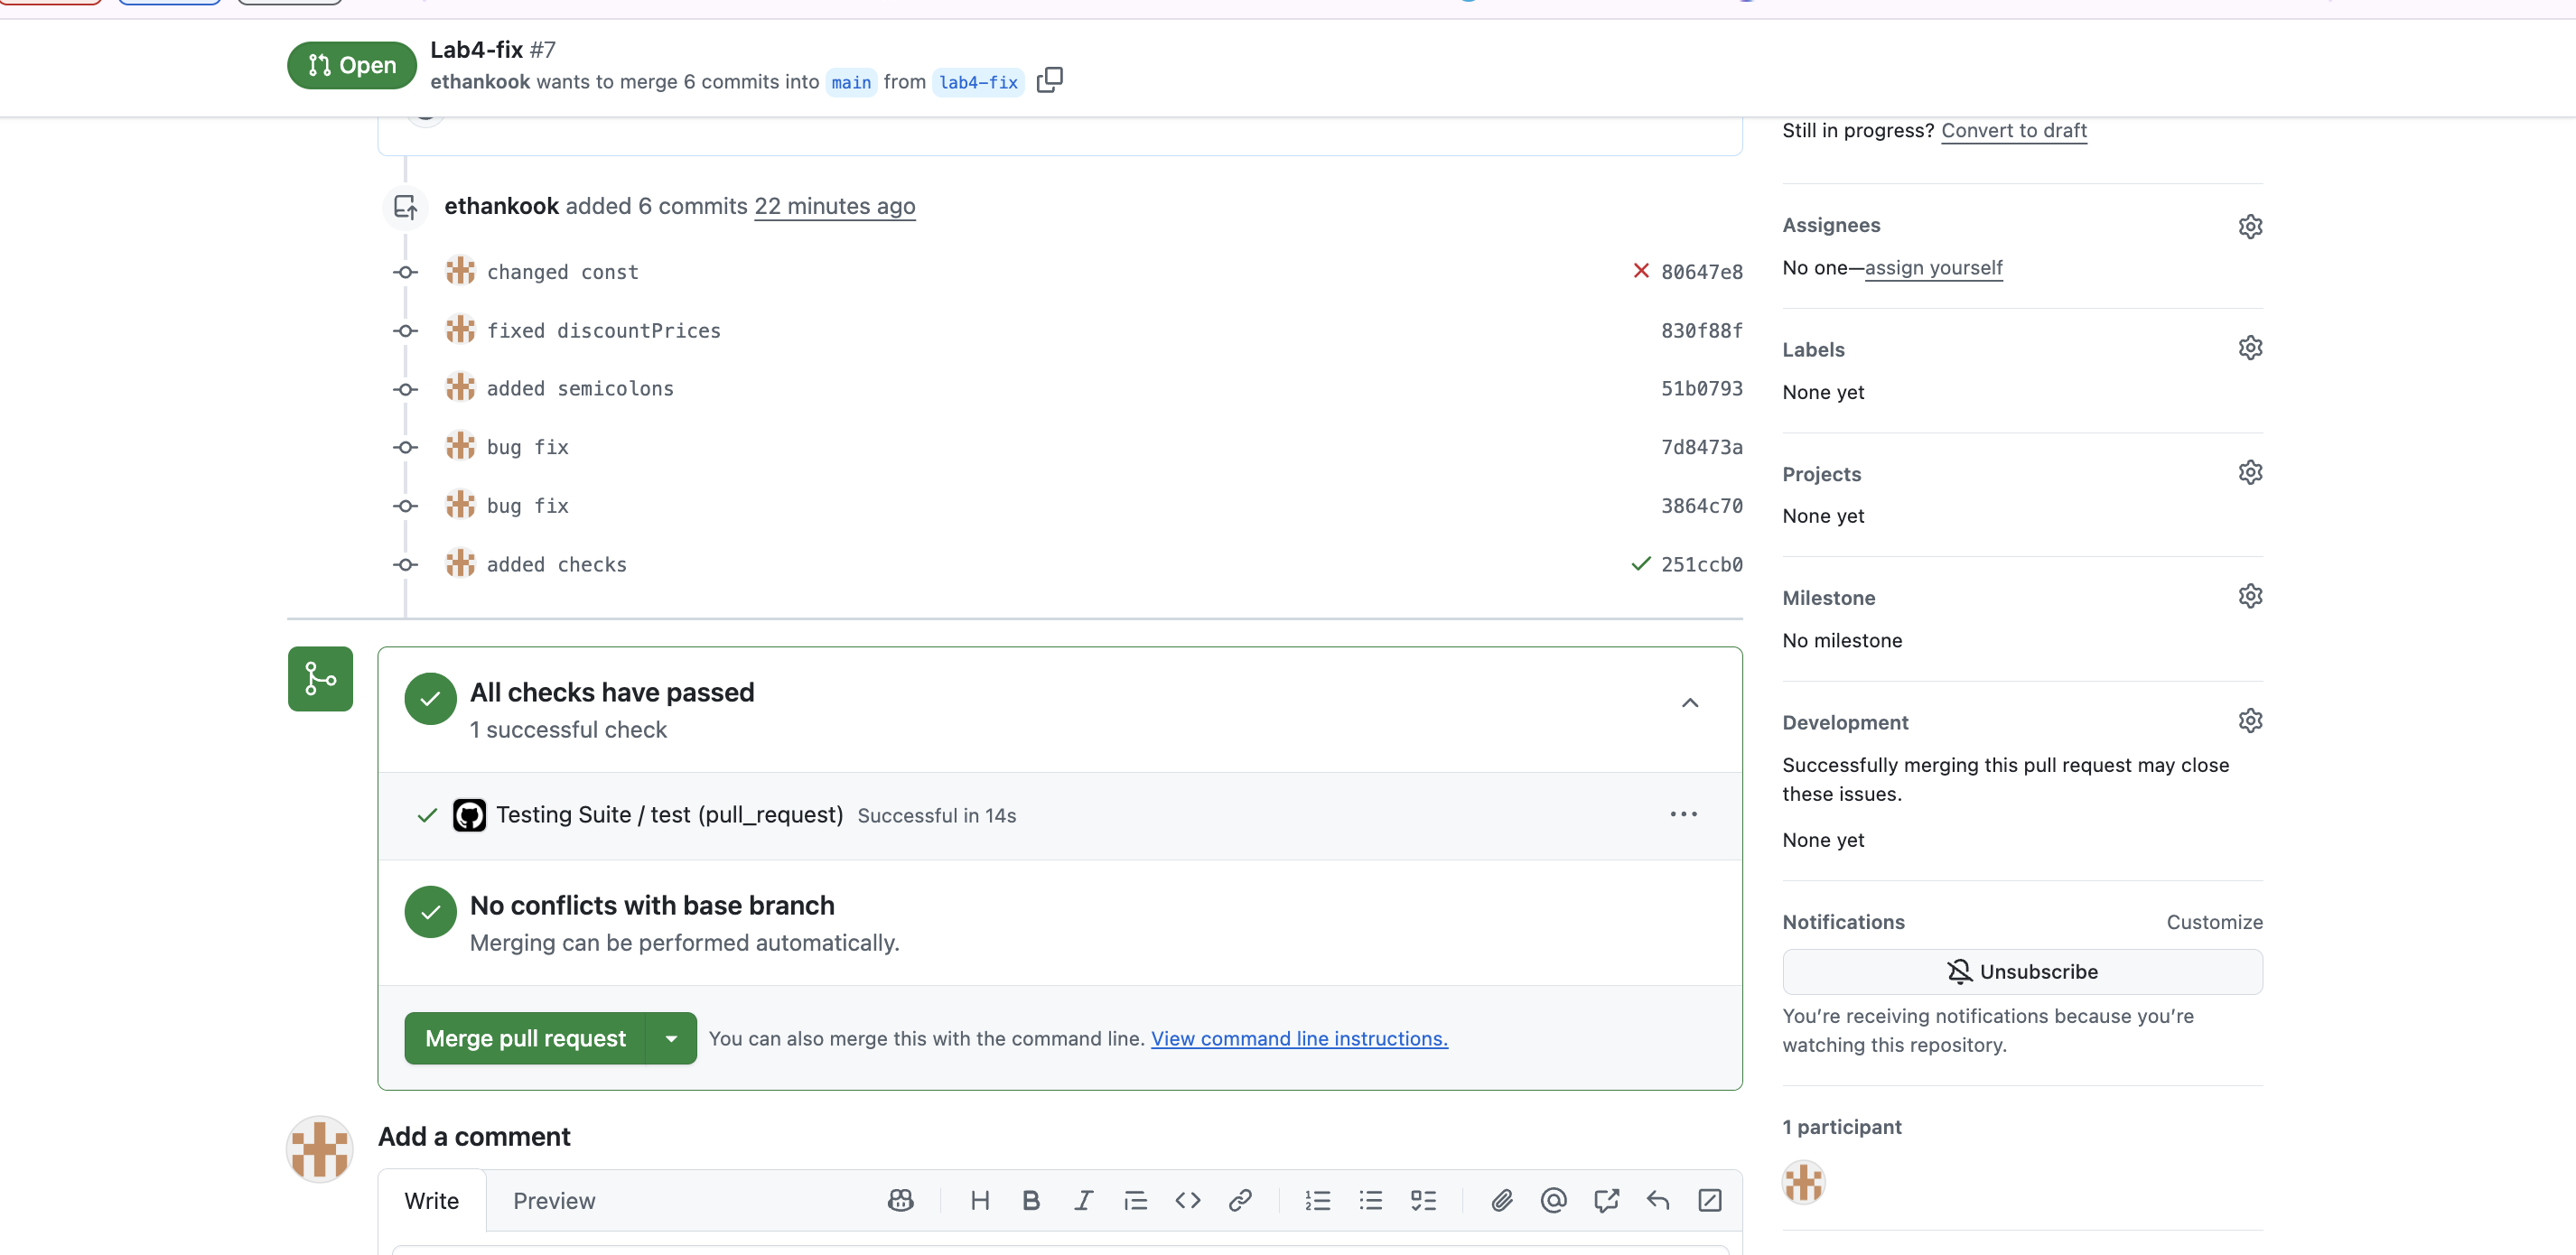 Open
Lab4-fix #7
ethankook wants to merge 6 commits into main from lab4-fix
Still in progress? Convert to draft
ethankook added 6 commits 22 minutes ago
changed const 80647e8
fixed discountPrices 830f88f
added semicolons 51b0793
bug fix 7d8473a
bug fix 3864c70
added checks 251ccb0
All checks have passed
1 successful check
Testing Suite / test (pull_request) Successful in 14s
No conflicts with base branch
Merging can be performed automatically.
Merge pull request
You can also merge this with the command line. View command line instructions.
Add a comment
Write
Preview
Assignees
No one—assign yourself
Labels
None yet
Projects
None yet
Milestone
No milestone
Development
Successfully merging this pull request may close
these issues.
None yet
Notifications
Customize
Unsubscribe
You’re receiving notifications because you’re
watching this repository.
1 participant